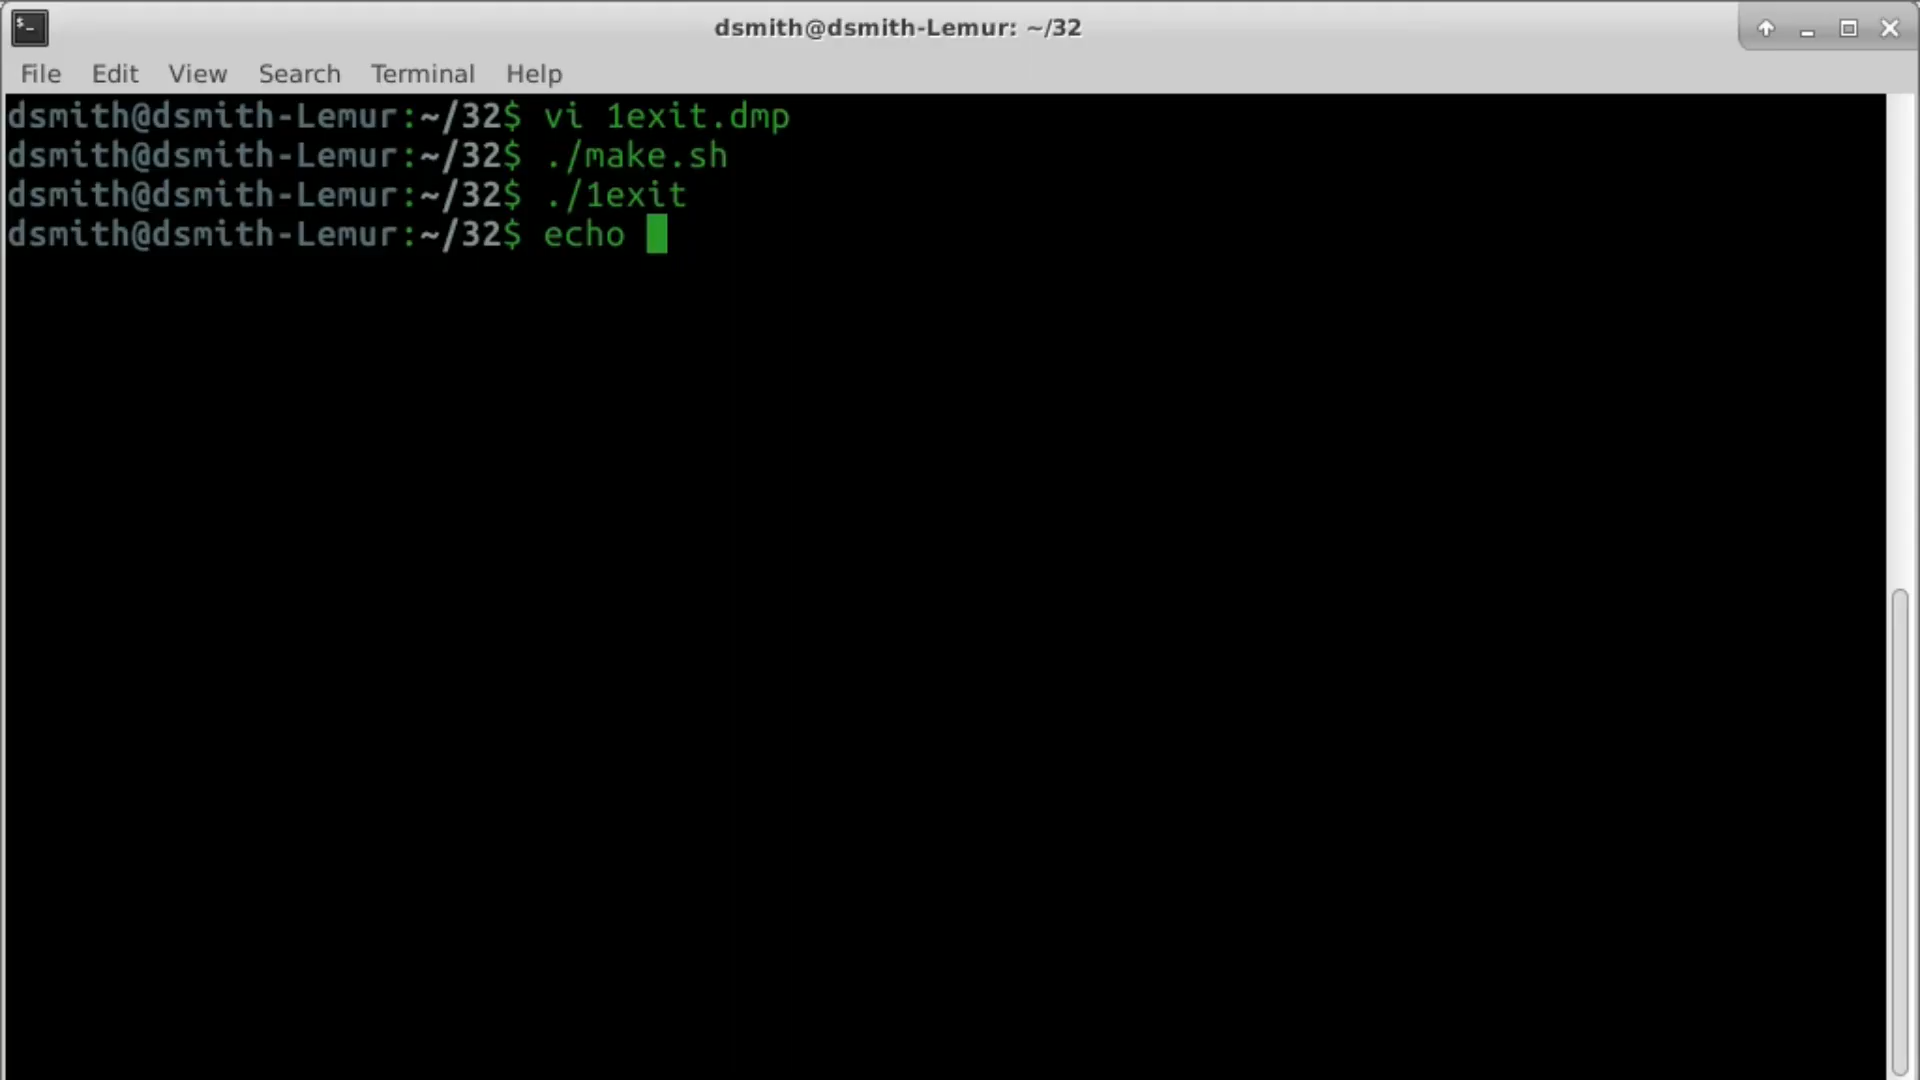 dsmith@dsmith-Lemur: ~/32
File Edit View Search Terminal Help
dsmith@dsmith-Lemur:~/32$ vi 1exit.dmp
dsmith@dsmith-Lemur:~/32$ ./make.sh
dsmith@dsmith-Lemur:~/32$ ./1exit
dsmith@dsmith-Lemur:~/32$ echo